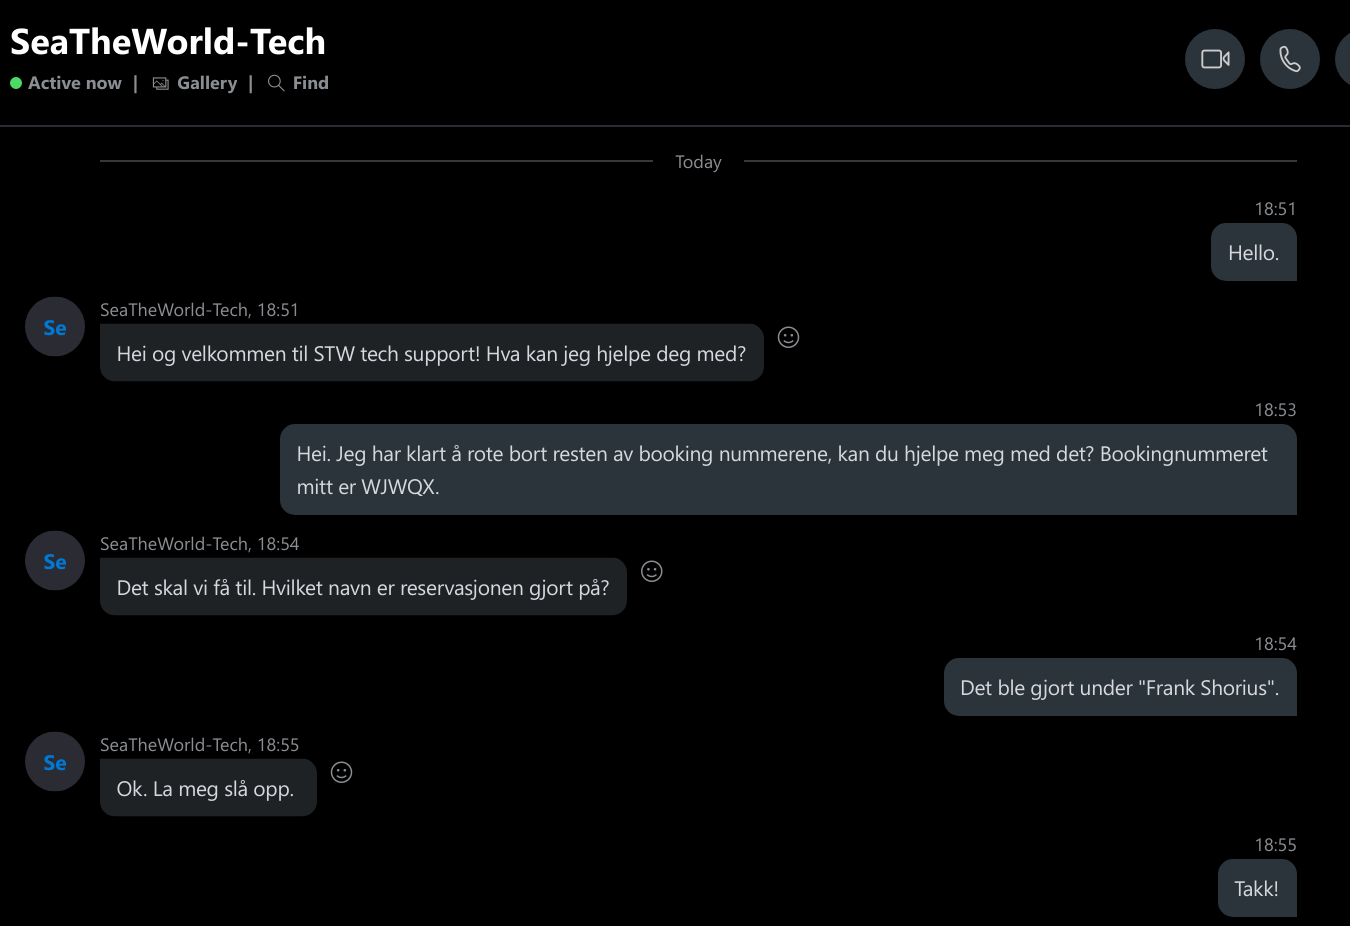 SeaTheWorld-Tech
Active now | Gallery | Find
Today
18:51
Hello.
SeaTheWorld-Tech, 18:51
Se
Hei og velkommen til STW tech support! Hva kan jeg hjelpe deg med?
18:53
Hei. Jeg har klart å rote bort resten av booking nummerene, kan du hjelpe meg med det? Bookingnummeret
mitt er WJWQX.
SeaTheWorld-Tech, 18:54
Se
Det skal vi få til. Hvilket navn er reservasjonen gjort på?
18:54
Det ble gjort under "Frank Shorius".
SeaTheWorld-Tech, 18:55
Se
Ok. La meg slå opp.
18:55
Takk!